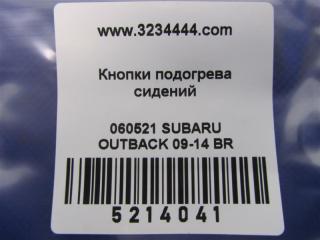 www.3234444.com
Кнопки подогрева
сидений
060521 SUBARU
OUTBACK 09-14 BR
5214041